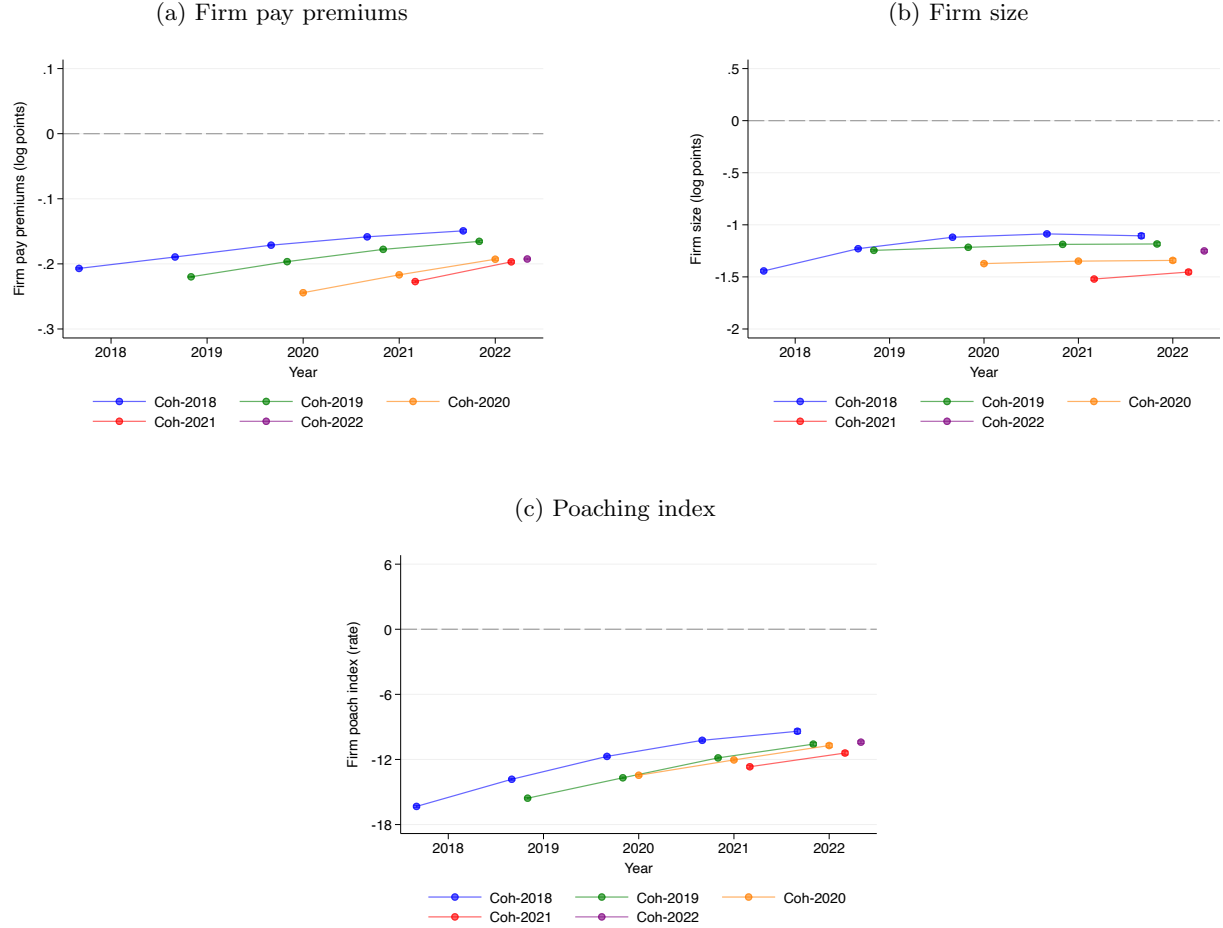 (a) Firm pay premiums
Firm pay premiums (log points)
.1
0
-.1
-.2
-.3
2018 2019 2020 2021 2022
Year
Coh-2018 Coh-2019 Coh-2020
Coh-2021 Coh-2022
(b) Firm size
Firm size (log points)
.5
0
-.5
-1
-1.5
-2
2018 2019 2020 2021 2022
Year
Coh-2018 Coh-2019 Coh-2020
Coh-2021 Coh-2022
(c) Poaching index
Firm poach index (rate)
6
0
-6
-12
-18
2018 2019 2020 2021 2022
Year
Coh-2018 Coh-2019 Coh-2020
Coh-2021 Coh-2022